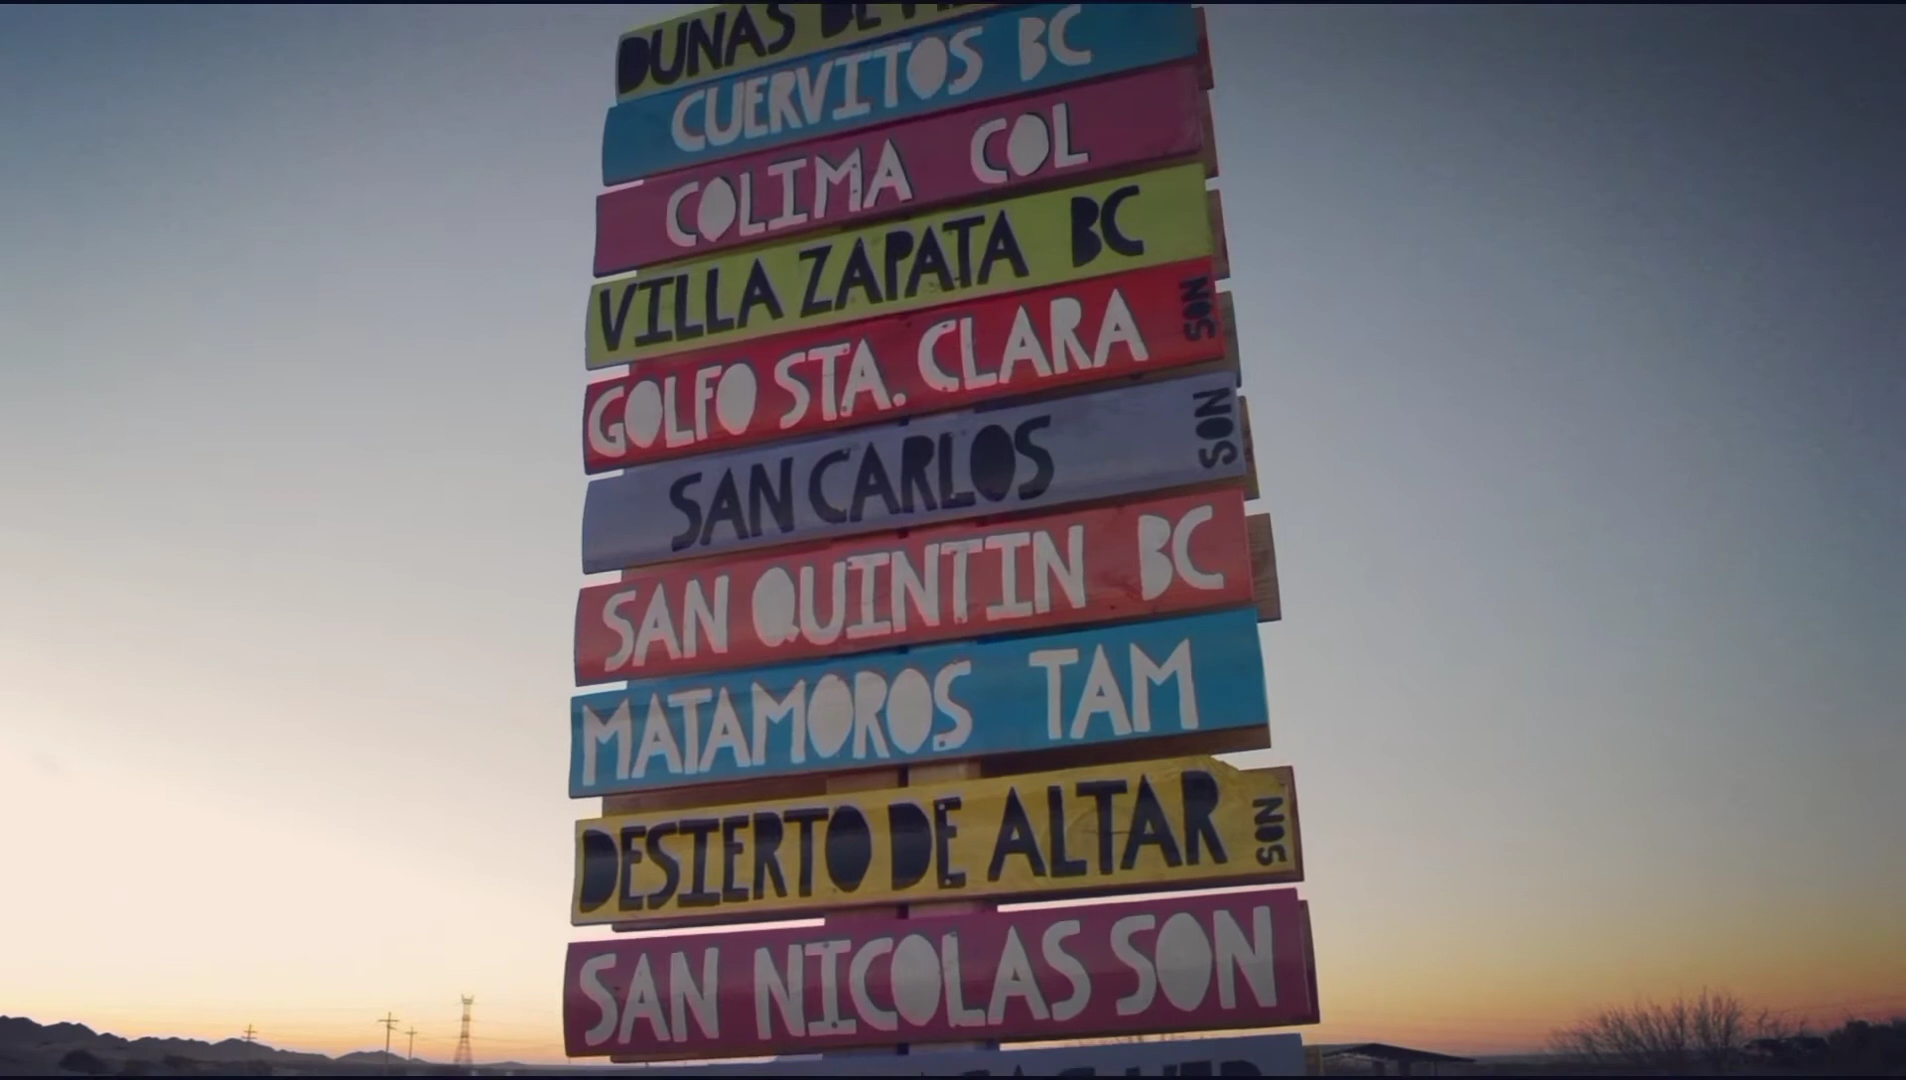 DUNAS DE
CUERVITOS BC
COLIMA COL
VILLA ZAPATA BC
GOLFO STA. CLARA SON
SAN CARLOS SON
SAN QUINTIN BC
MATAMOROS TAM
DESIERTO DE ALTAR SON
SAN NICOLAS SON